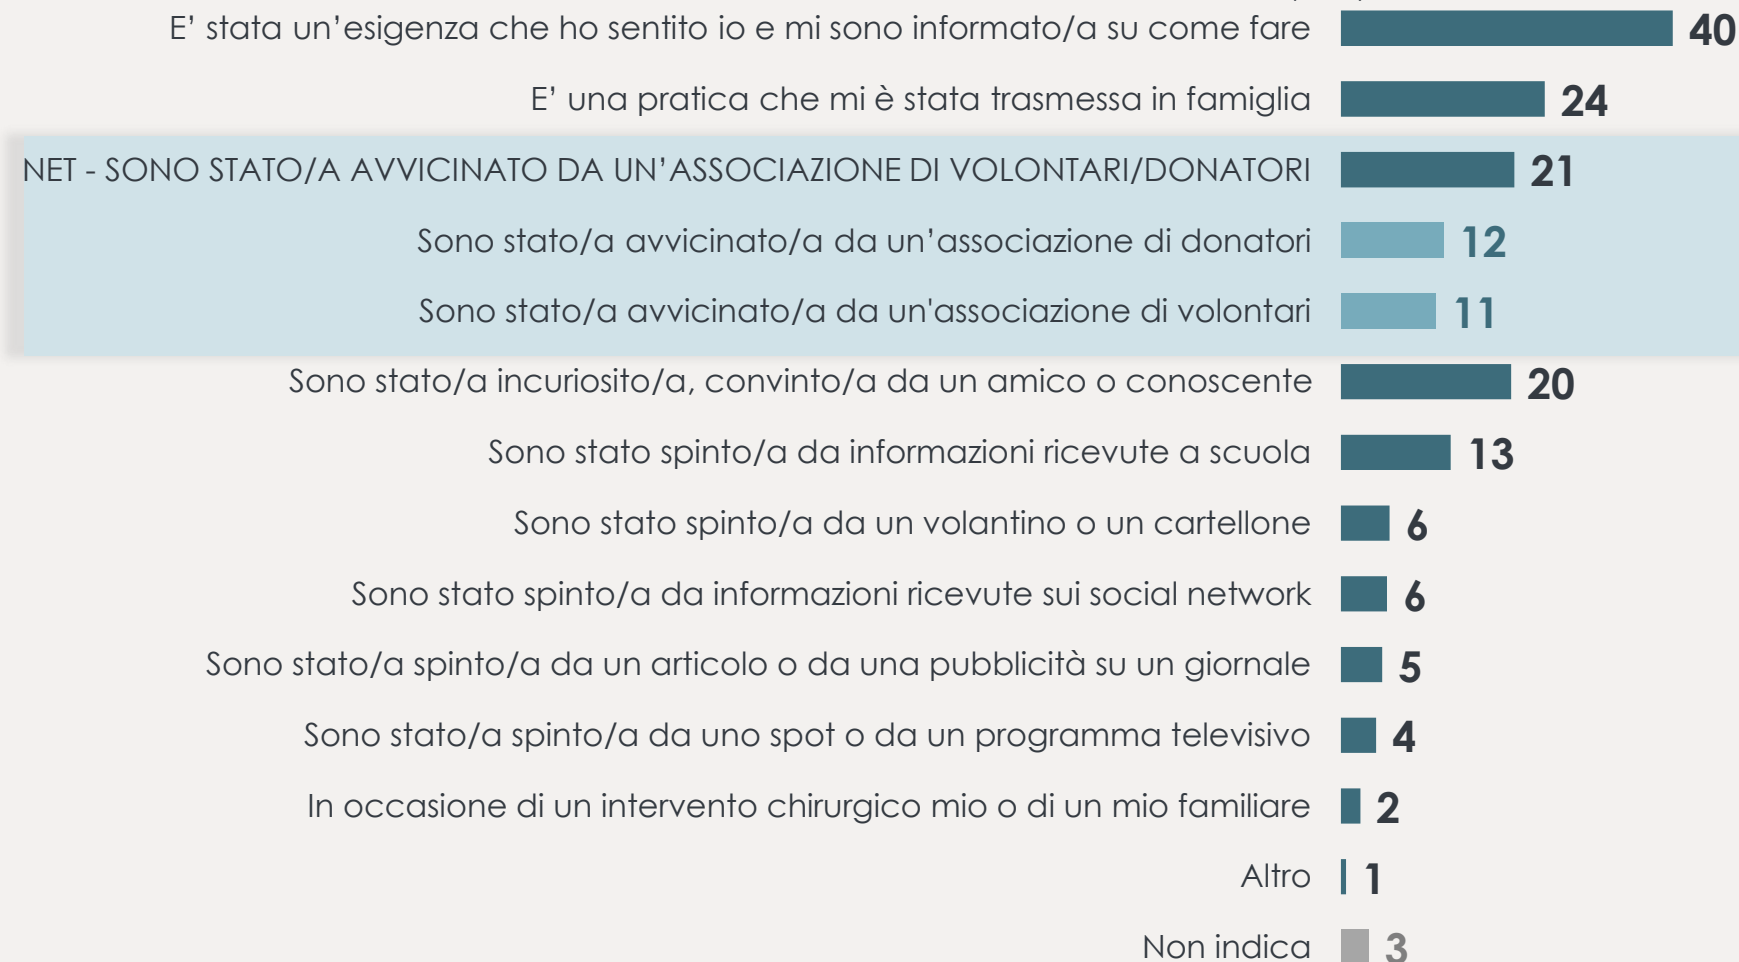 E' stata un'esigenza che ho sentito io e mi sono informato/a su come fare 40
E' una pratica che mi è stata trasmessa in famiglia 24
NET - SONO STATO/A AVVICINATO DA UN'ASSOCIAZIONE DI VOLONTARI/DONATORI 21
Sono stato/a avvicinato/a da un'associazione di donatori 12
Sono stato/a avvicinato/a da un'associazione di volontari 11
Sono stato/a incuriosito/a, convinto/a da un amico o conoscente 20
Sono stato spinto/a da informazioni ricevute a scuola 13
Sono stato spinto/a da un volantino o un cartellone 6
Sono stato spinto/a da informazioni ricevute sui social network 6
Sono stato/a spinto/a da un articolo o da una pubblicità su un giornale 5
Sono stato/a spinto/a da uno spot o da un programma televisivo 4
In occasione di un intervento chirurgico mio o di un mio familiare 2
Altro 1
Non indica 3